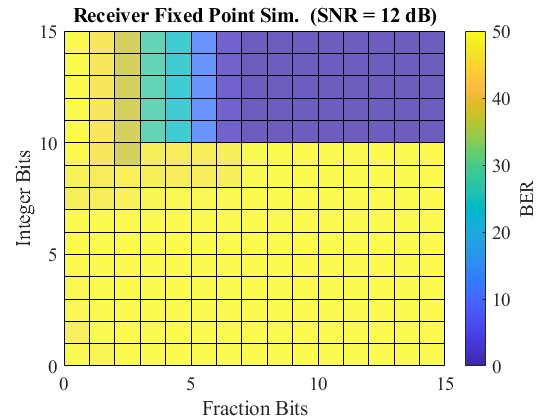 Receiver Fixed Point Sim. (SNR = 12 dB)
15
10
5
0
Integer Bits
0 5 10 15
Fraction Bits
50
40
30
20
10
0
BER